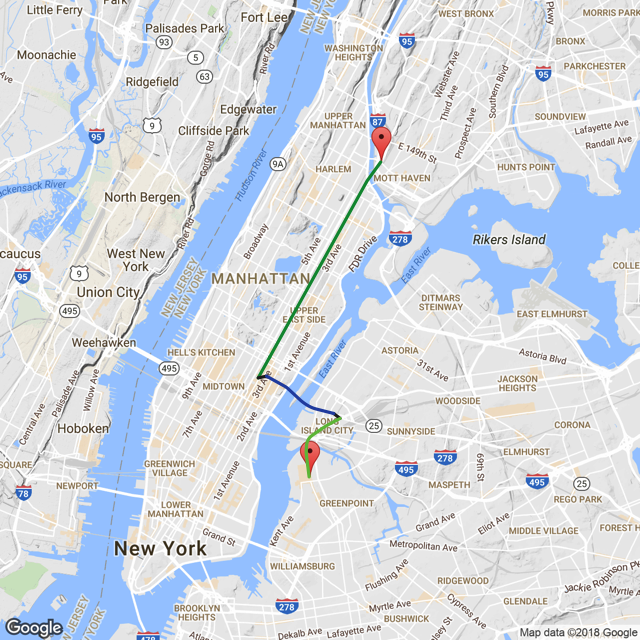 Little Ferry
Park
Palisades Park
Fort Lee
NEW JERSEY
NEW YORK
WEST BRONX
MORRIS PARK
Pkwy
95
Moonachie
5
63
WASHINGTON
HEIGHTS
BRONX
Webster Ave
Third Ave
Southern Blvd
PARKCHESTER
95
Ridgefield
River Rd
Edgewater
9
Cliffside Park
95
Gorge Rd
UPPER
MANHATTAN
87
Prospect Ave
SOUNDVIEW
Lafayette Ave
Randall Ave
E 149th St
9A
HARLEM
Hudson River
MOTT HAVEN
HUNTS POINT
ckensack River
North Bergen
River Rd
Broadway
5th Ave
3rd Ave
FDR Drive
278
East River
Rikers Island
caucus
95
West New
York
9
Union City
495
NEW JERSEY
NEW YORK
MANHATTAN
COLLE
POI
DITMARS
STEINWAY
UPPER
EAST SIDE
1st Avenue
EAST ELMHURST
Weehawken
HELL'S KITCHEN
495
East River
ASTORIA
31st Ave
Astoria Blvd
MIDTOWN
9th Ave
7th Ave
3rd Ave
2nd Ave
JACKSON
HEIGHTS
Palisade Ave
Willow Ave
Central Ave
Hoboken
WOODSIDE
LONG
ISLAND CITY
25
SUNNYSIDE
CORONA
69th St
ELMHURST
SQUARE
78
NEWPORT
GREENWICH
VILLAGE
1st Avenue
495
278
MASPETH
495
25
REGO PARK
LOWER
MANHATTAN
GREENPOINT
Grand Ave
Eliot Ave
MIDDLE VILLAGE
FOREST H
New York
Grand St
Kent Ave
Metropolitan Ave
WILLIAMSBURG
Flushing Ave
RIDGEWOOD
Jackie Robinson Pk
BROOKLYN
HEIGHTS
278
Myrtle Ave
Myrtle Ave
Cypress Ave
GLENDALE
BUSHWICK
NEW JERSEY
NEW YORK
478
Dekalb Ave
Lafayette Ave
Google
Map data ©2018 Google